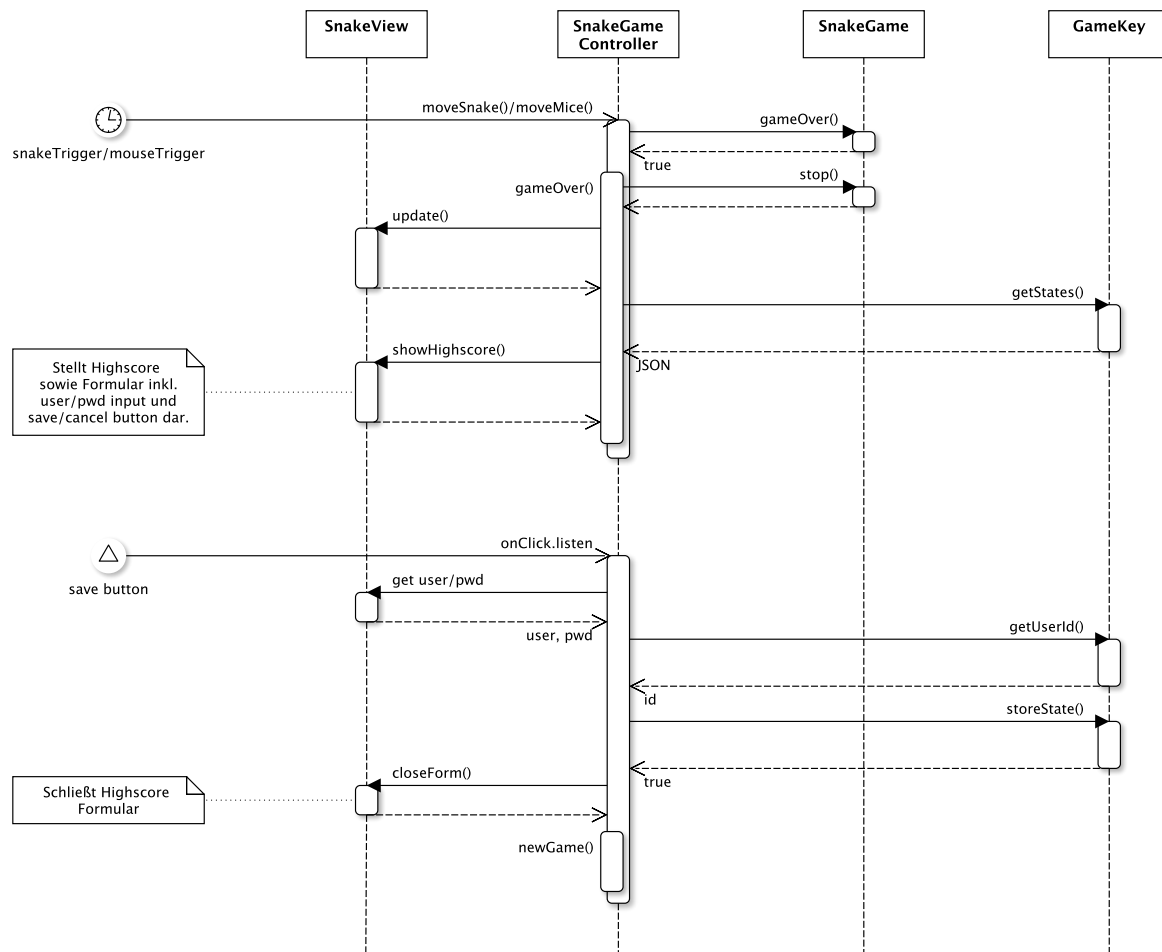 SnakeView
SnakeGame
Controller
SnakeGame
GameKey
moveSnake()/moveMice()
snakeTrigger/mouseTrigger
gameOver()
true
gameOver()
stop()
update()
getStates()
JSON
showHighscore()
Stellt Highscore
sowie Formular inkl.
user/pwd input und
save/cancel button dar.
onClick.listen
save button
get user/pwd
user, pwd
getUserId()
id
storeState()
true
closeForm()
Schließt Highscore
Formular
newGame()